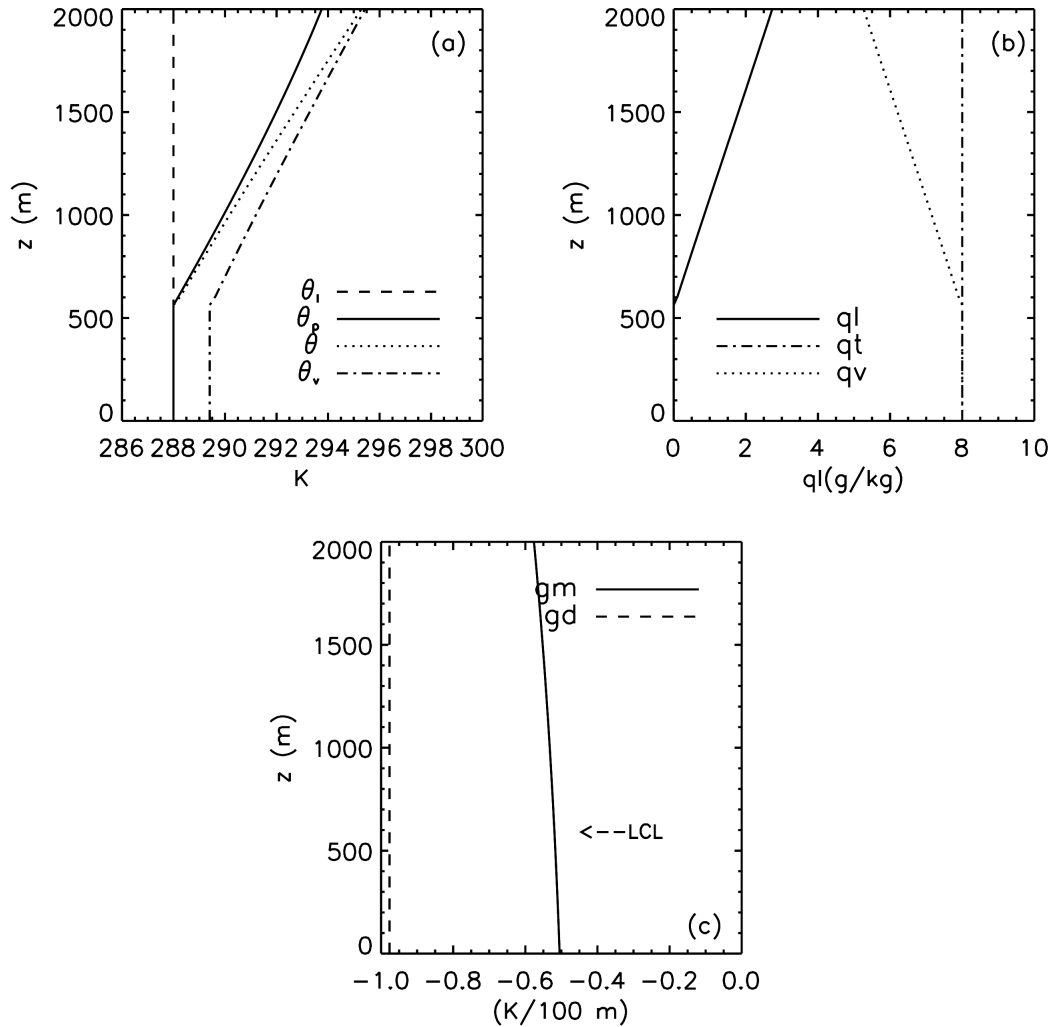 2000
1500
z (m)
1000
500
0
286 288 290 292 294 296 298 300
K
(a)
θl
θp
θ
θv
2000
1500
z (m)
1000
500
0
0 2 4 6 8 10
ql(g/kg)
(b)
ql
qt
qv
2000
1500
z (m)
1000
500
0
-1.0 -0.8 -0.6 -0.4 -0.2 0.0
(K/100 m)
gm
gd
<---LCL
(c)